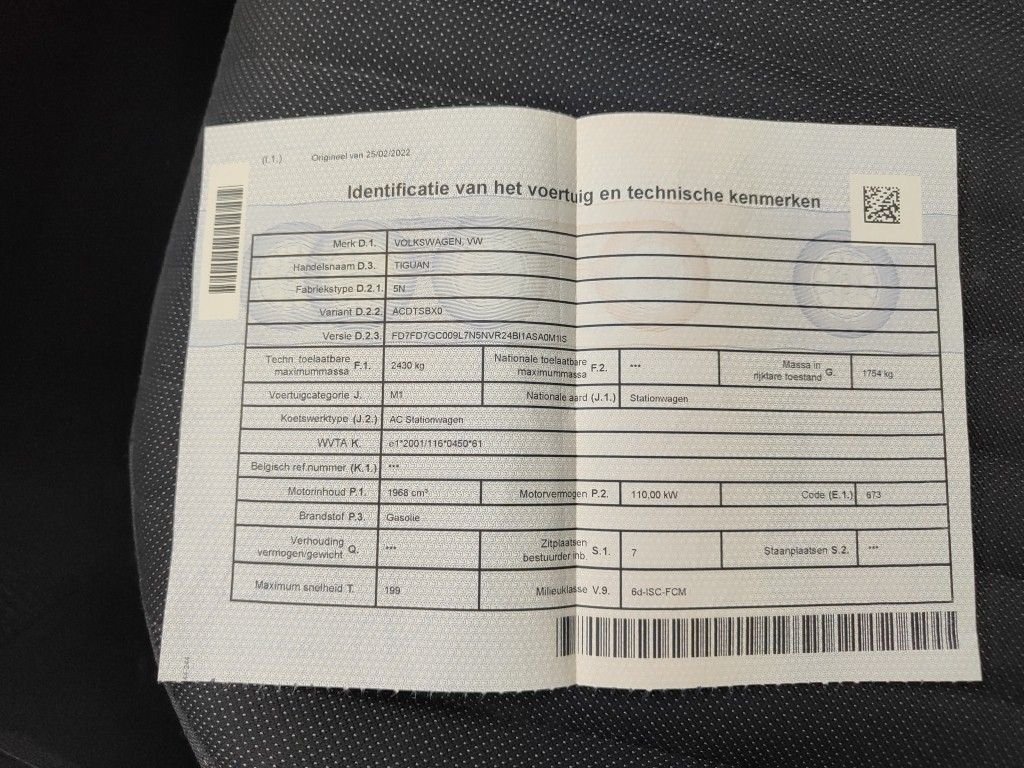 (I.1.) Origineel van 25/02/2022
Identificatie van het voertuig en technische kenmerken
Merk D.1. VOLKSWAGEN, VW
Handelsnaam D.3. TIGUAN
Fabriekstype D.2.1. 5N
Variant D.2.2. ACDTSBX0
Versie D.2.3. FD7FD7GC009L7N5NVR24BI1ASA0M1IS
Techn. toelaatbare maximummassa F.1. 2430 kg Nationale toelaatbare maximummassa F.2. *** Massa in rijklare toestand G. 1754 kg
Voertuigcategorie J. M1 Nationale aard (J.1.) Stationwagen
Koetswerktype (J.2.) AC Stationwagen
WVTA K. e1*2001/116*0450*61
Belgisch ref.nummer (K.1.) ***
Motorinhoud P.1. 1968 cm³ Motorvermogen P.2. 110,00 kW Code (E.1.) 673
Brandstof P.3. Gasolie
Verhouding vermogen/gewicht Q. *** Zitplaatsen bestuurder inb. S.1. 7 Staanplaatsen S.2. ***
Maximum snelheid T. 199 Milieuklasse V.9. 6d-ISC-FCM